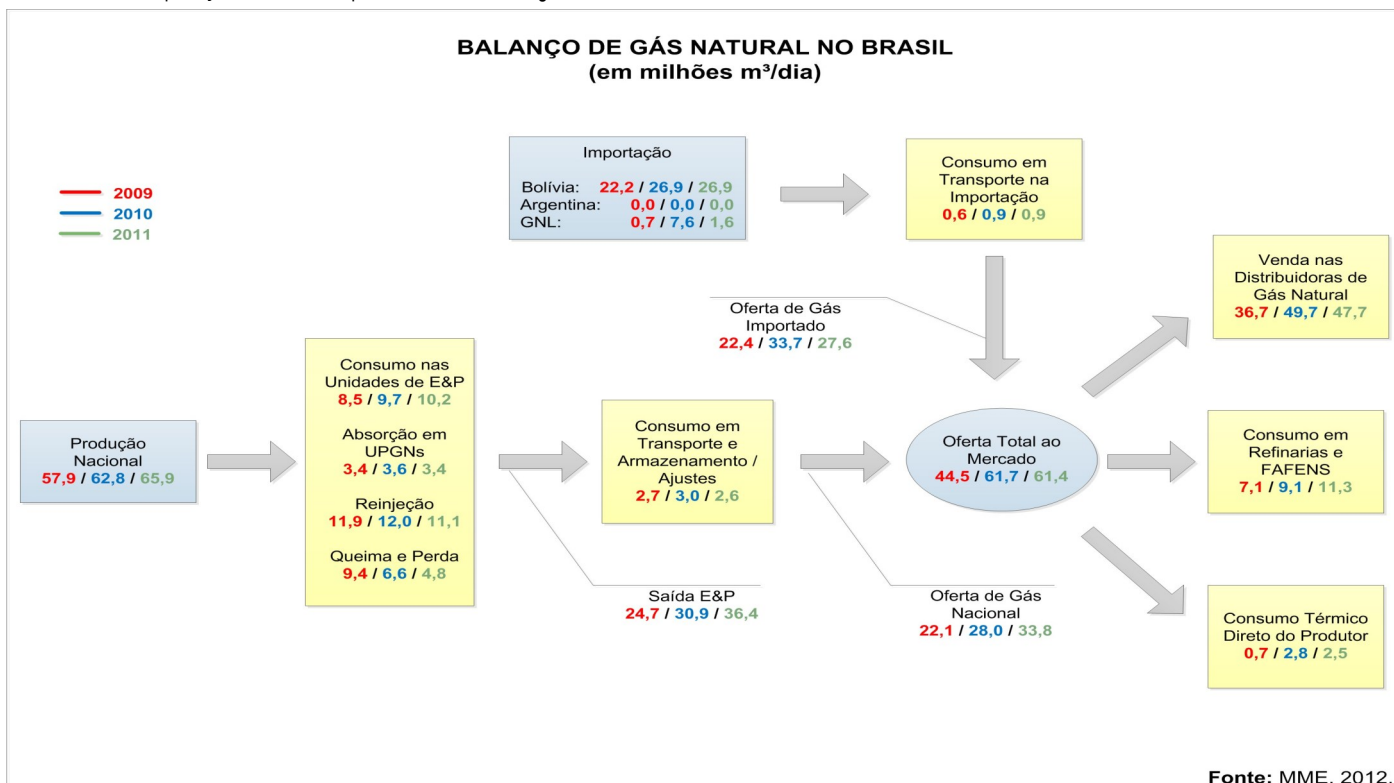 BALANÇO DE GÁS NATURAL NO BRASIL
(em milhões m³/dia)
2009
2010
2011
Importação
Bolívia: 22,2 / 26,9 / 26,9
Argentina: 0,0 / 0,0 / 0,0
GNL: 0,7 / 7,6 / 1,6
Consumo em
Transporte na
Importação
0,6 / 0,9 / 0,9
Oferta de Gás
Importado
22,4 / 33,7 / 27,6
Venda nas
Distribuidoras de
Gás Natural
36,7 / 49,7 / 47,7
Produção
Nacional
57,9 / 62,8 / 65,9
Consumo nas
Unidades de E&P
8,5 / 9,7 / 10,2
Absorção em
UPGNs
3,4 / 3,6 / 3,4
Reinjeção
11,9 / 12,0 / 11,1
Queima e Perda
9,4 / 6,6 / 4,8
Consumo em
Transporte e
Armazenamento /
Ajustes
2,7 / 3,0 / 2,6
Oferta Total ao
Mercado
44,5 / 61,7 / 61,4
Consumo em
Refinarias e
FAFENS
7,1 / 9,1 / 11,3
Saída E&P
24,7 / 30,9 / 36,4
Oferta de Gás
Nacional
22,1 / 28,0 / 33,8
Consumo Térmico
Direto do Produtor
0,7 / 2,8 / 2,5
Fonte: MME, 2012.